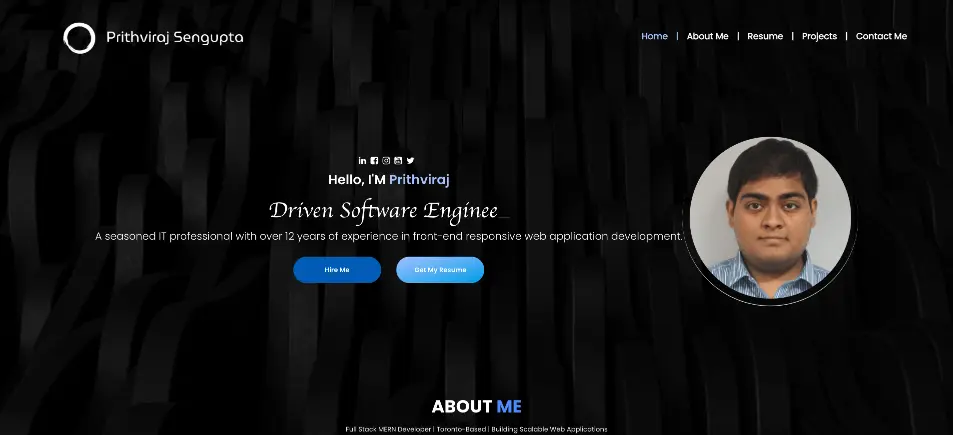 Prithviraj Sengupta
Home | About Me | Resume | Projects | Contact Me
Hello, I'M Prithviraj
Driven Software Enginee_
A seasoned IT professional with over 12 years of experience in front-end responsive web application development.
Hire Me
Get My Resume
ABOUT ME
Full Stack MERN Developer | Toronto-Based | Building Scalable Web Applications